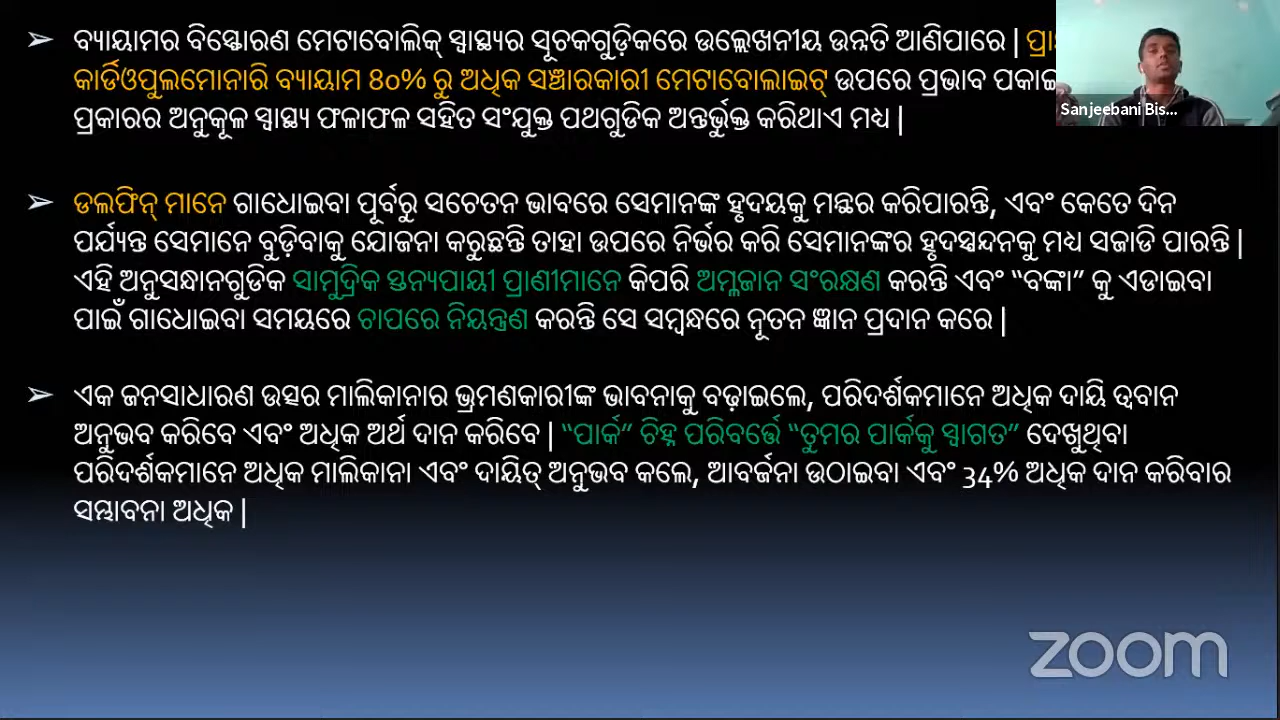 ➢ ବ୍ୟାୟାମର ବିସ୍ତୋରଣ ମେଟାବୋଲିକ୍ ସ୍ୱାସ୍ଥ୍ୟର ସୂଚକଗୁଡ଼ିକରେ ଉଲ୍ଲେଖନୀୟ ଉନ୍ନତି ଆଣିପାରେ |
କାର୍ଡିଓପୁଲମୋନାରି ବ୍ୟାୟାମ 80% ରୁ ଅଧିକ ସଞ୍ଚାରକାରୀ ମେଟାବୋଲାଇଟ୍ ଉପରେ ପ୍ରଭାବ
ପ୍ରକାରର ଅନୁକୂଳ ସ୍ୱାସ୍ଥ୍ୟ ଫଳାଫଳ ସହିତ ସଂଯୁକ୍ତ ପଥଗୁଡିକ ଅନ୍ତର୍ଭୁକ୍ତ କରିଥାଏ ମଧ୍ୟ |
➢ ଡଲଫିନ୍ ମାନେ ଗାଧୋଇବା ପୂର୍ବରୁ ସଚେତନ ଭାବରେ ସେମାନଙ୍କ ହୃଦୟକୁ ମନ୍ଥର କରିପାରନ୍ତି, ଏବଂ କେତେ ଦିନ
ପର୍ଯ୍ୟନ୍ତ ସେମାନେ ବୁଡ଼ିବାକୁ ଯୋଜନା କରୁଛନ୍ତି ତାହା ଉପରେ ନିର୍ଭର କରି ସେମାନଙ୍କର ହୃଦସ୍ପନ୍ଦନକୁ ମଧ୍ୟ ସଜାଡି ପାରନ୍ତି |
ଏହି ଅନୁସନ୍ଧାନଗୁଡିକ ସାମୁଦ୍ରିକ ସ୍ତନ୍ୟପାୟୀ ପ୍ରାଣୀମାନେ କିପରି ଅମ୍ଳଜାନ ସଂରକ୍ଷଣ କରନ୍ତି ଏବଂ “ବଙ୍କା” କୁ ଏଡାଇବା
ପାଇଁ ଗାଧୋଇବା ସମୟରେ ଚାପରେ ନିୟନ୍ତ୍ରଣ କରନ୍ତି ସେ ସମ୍ବନ୍ଧରେ ନୂତନ ଜ୍ଞାନ ପ୍ରଦାନ କରେ |
➢ ଏକ ଜନସାଧାରଣ ଉତ୍ସର ମାଲିକାନାର ଭ୍ରମଣକାରୀଙ୍କ ଭାବନାକୁ ବଢ଼ାଇଲେ, ପରିଦର୍ଶକମାନେ ଅଧିକ ଦାୟି ତ୍ୱବାନ
ଅନୁଭବ କରିବେ ଏବଂ ଅଧିକ ଅର୍ଥ ଦାନ କରିବେ | “ପାର୍କ” ଚିହ୍ନ ପରିବର୍ତ୍ତେ “ତୁମର ପାର୍କକୁ ସ୍ୱାଗତ” ଦେଖୁଥିବା
ପରିଦର୍ଶକମାନେ ଅଧିକ ମାଲିକାନା ଏବଂ ଦାୟିତ୍ ଅନୁଭବ କଲେ, ଆବର୍ଜନା ଉଠାଇବା ଏବଂ 34% ଅଧିକ ଦାନ କରିବାର
ସମ୍ଭାବନା ଅଧିକ |
Sanjeebani Bis...
zoom